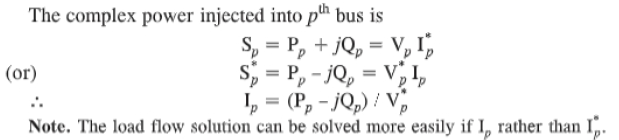 The complex power injected into pᵗʰ bus is
Sₚ = Pₚ + jQₚ = Vₚ Iₚ*
(or) Sₚ* = Pₚ - jQₚ = Vₚ* Iₚ
∴ Iₚ = (Pₚ - jQₚ) / Vₚ*
Note. The load flow solution can be solved more easily if Iₚ rather than Iₚ*.